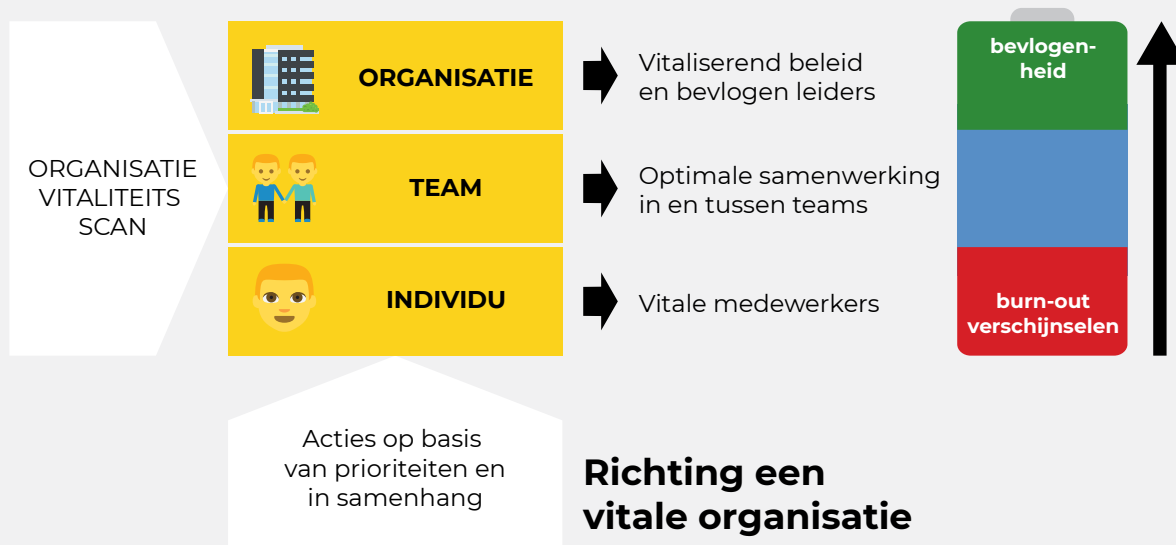 ORGANISATIE
VITALITEITS
SCAN
ORGANISATIE
Vitaliserend beleid
en bevlogen leiders
TEAM
Optimale samenwerking
in en tussen teams
INDIVIDU
Vitale medewerkers
bevlogen-
heid
burn-out
verschijnselen
Acties op basis
van prioriteiten en
in samenhang
Richting een
vitale organisatie